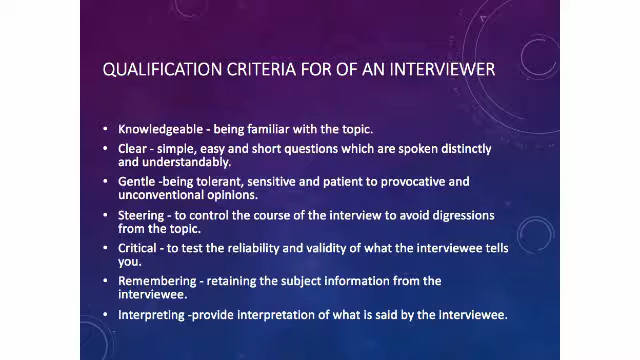 QUALIFICATION CRITERIA FOR OF AN INTERVIEWER
• Knowledgeable - being familiar with the topic.
• Clear - simple, easy and short questions which are spoken distinctly
and understandably.
• Gentle -being tolerant, sensitive and patient to provocative and
unconventional opinions.
• Steering - to control the course of the interview to avoid digressions
from the topic.
• Critical - to test the reliability and validity of what the interviewee tells
you.
• Remembering - retaining the subject information from the
interviewee.
• Interpreting -provide interpretation of what is said by the interviewee.